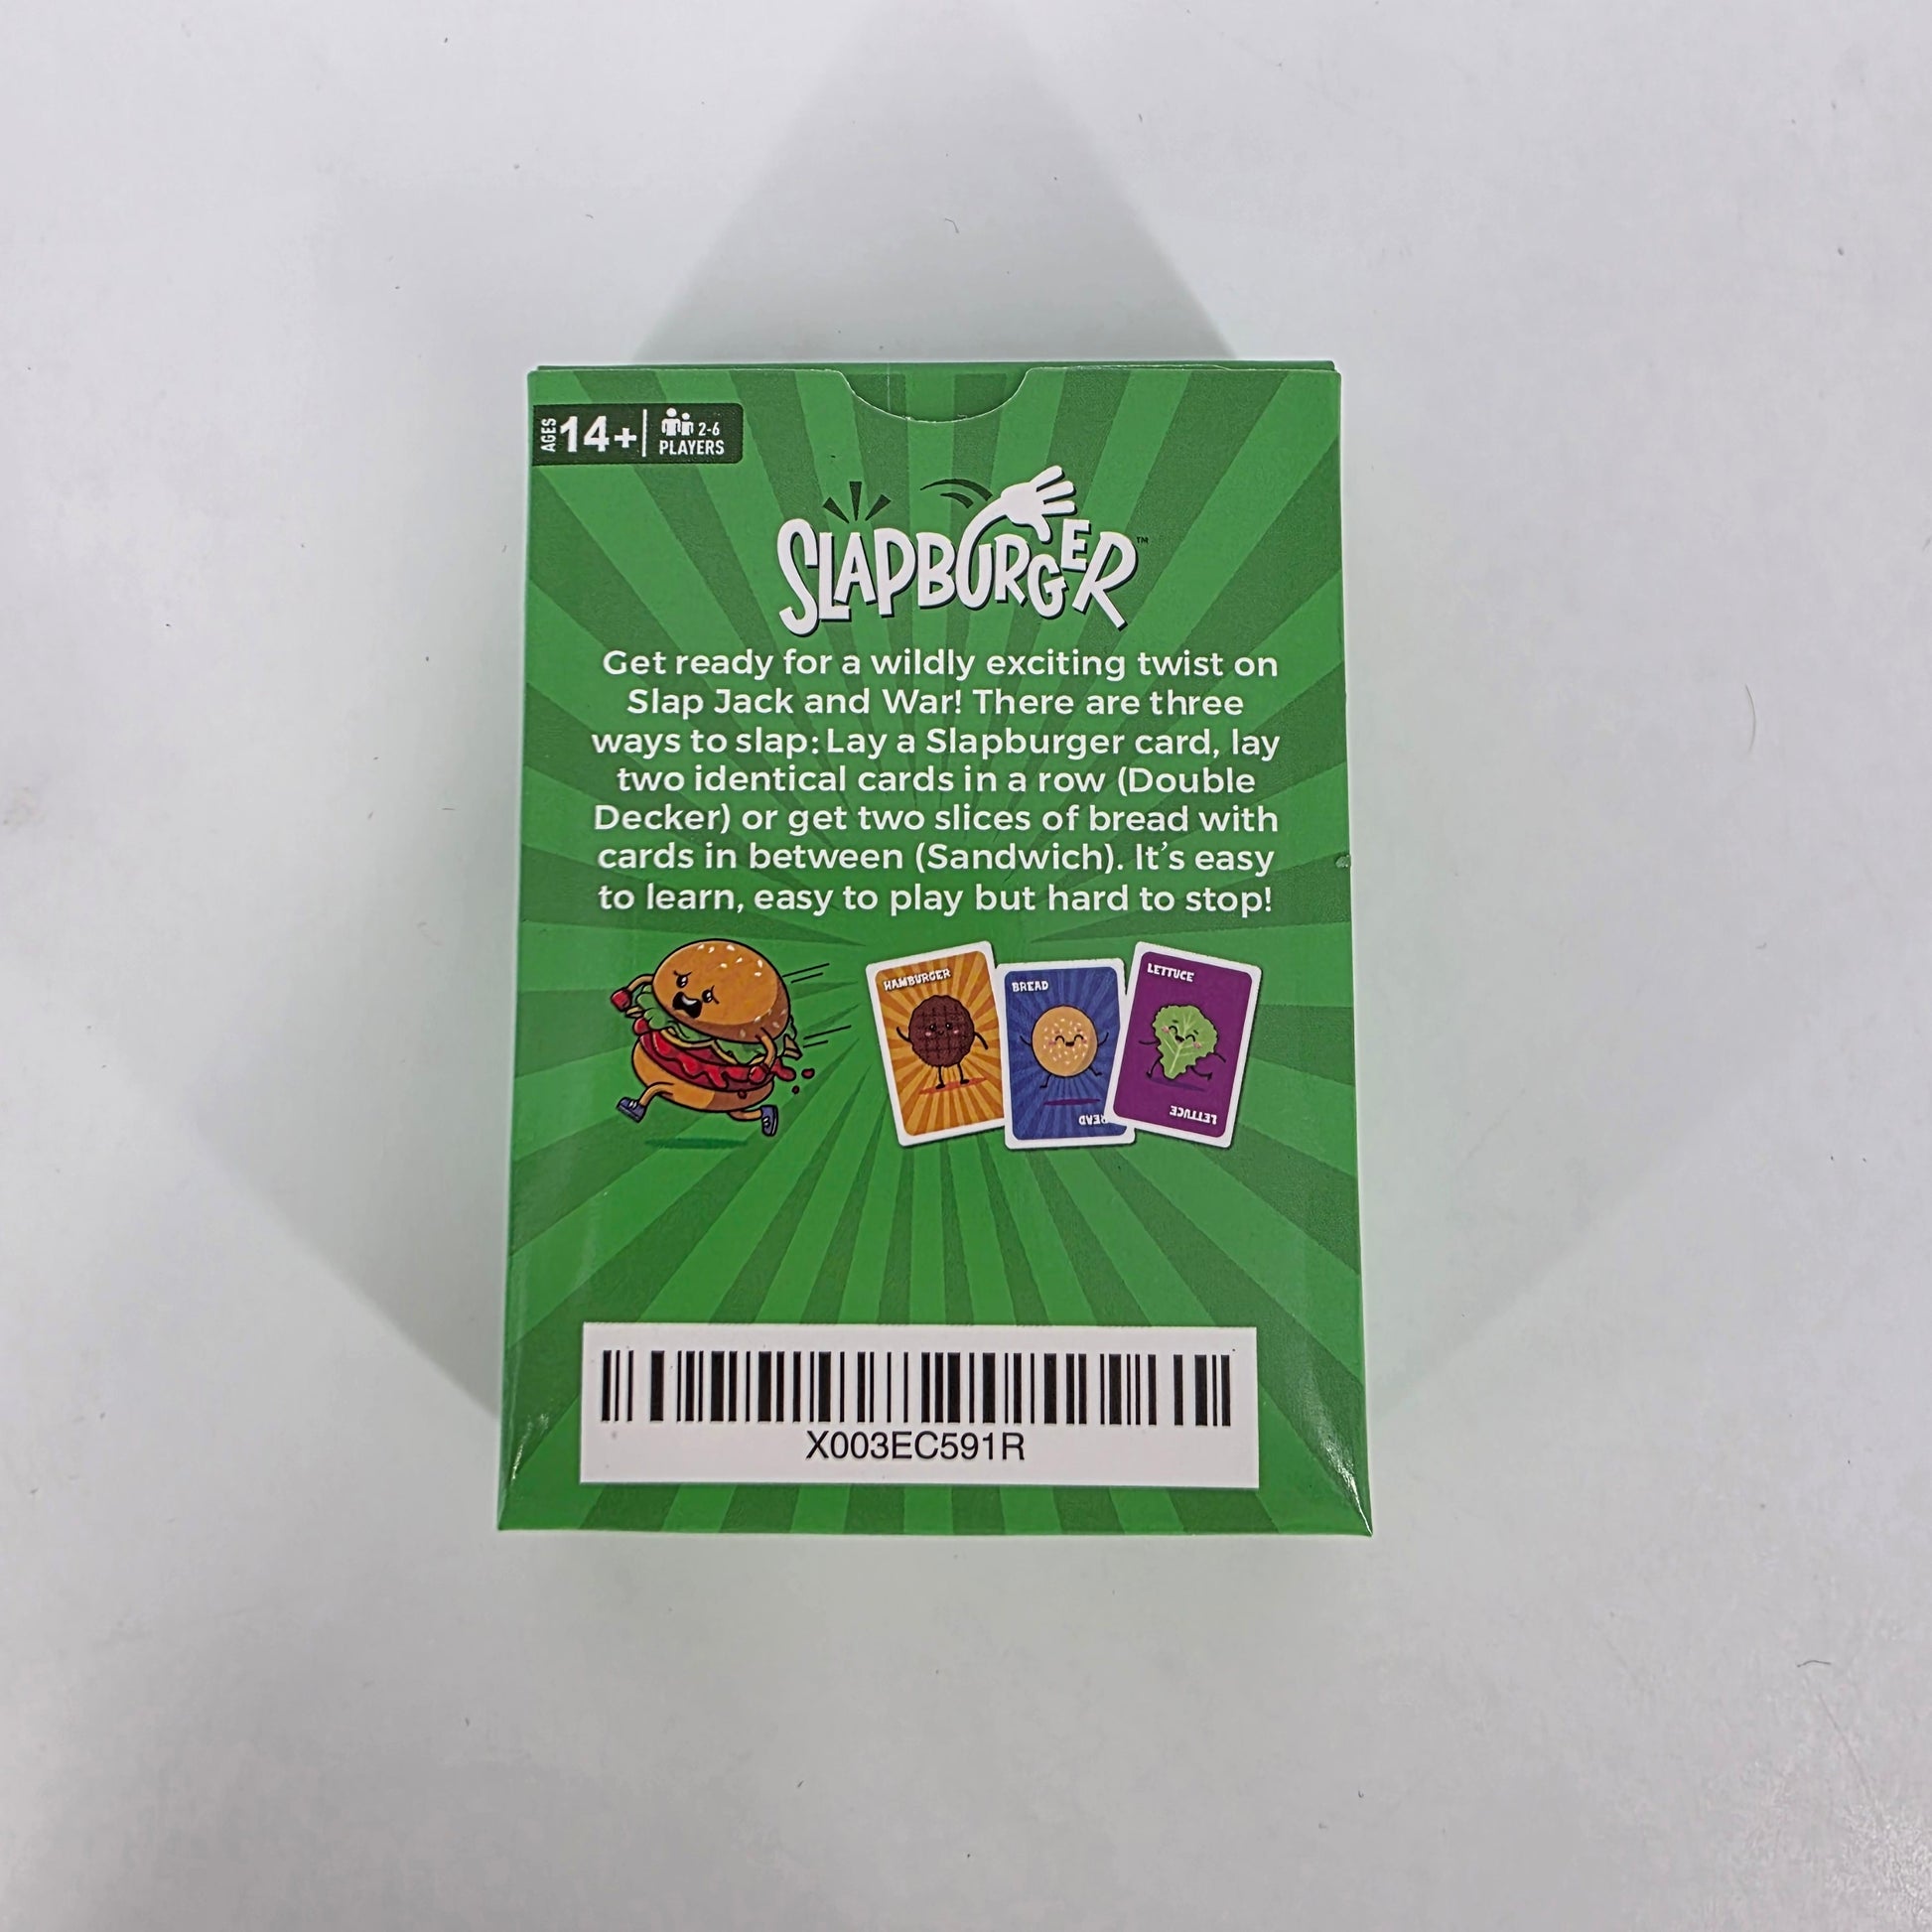 AGES 14+ 2-6 PLAYERS
SLAPBURGER™
Get ready for a wildly exciting twist on
Slap Jack and War! There are three
ways to slap: Lay a Slapburger card, lay
two identical cards in a row (Double
Decker) or get two slices of bread with
cards in between (Sandwich). It's easy
to learn, easy to play but hard to stop!
HAMBURGER
BREAD
LETTUCE
BREAD
LETTUCE
X003EC591R